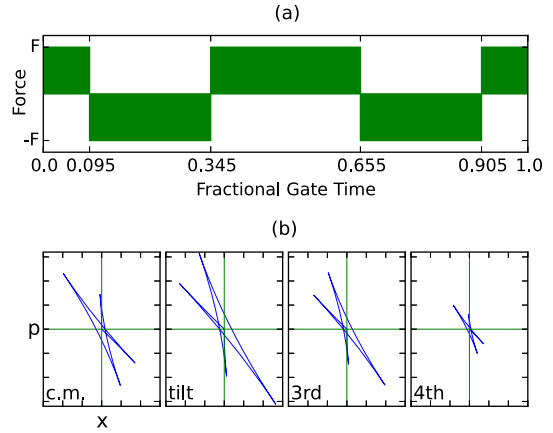 (a)
F
Force
-F
0.0 0.095 0.345 0.655 0.905 1.0
Fractional Gate Time
(b)
p
c.m. tilt 3rd 4th
x